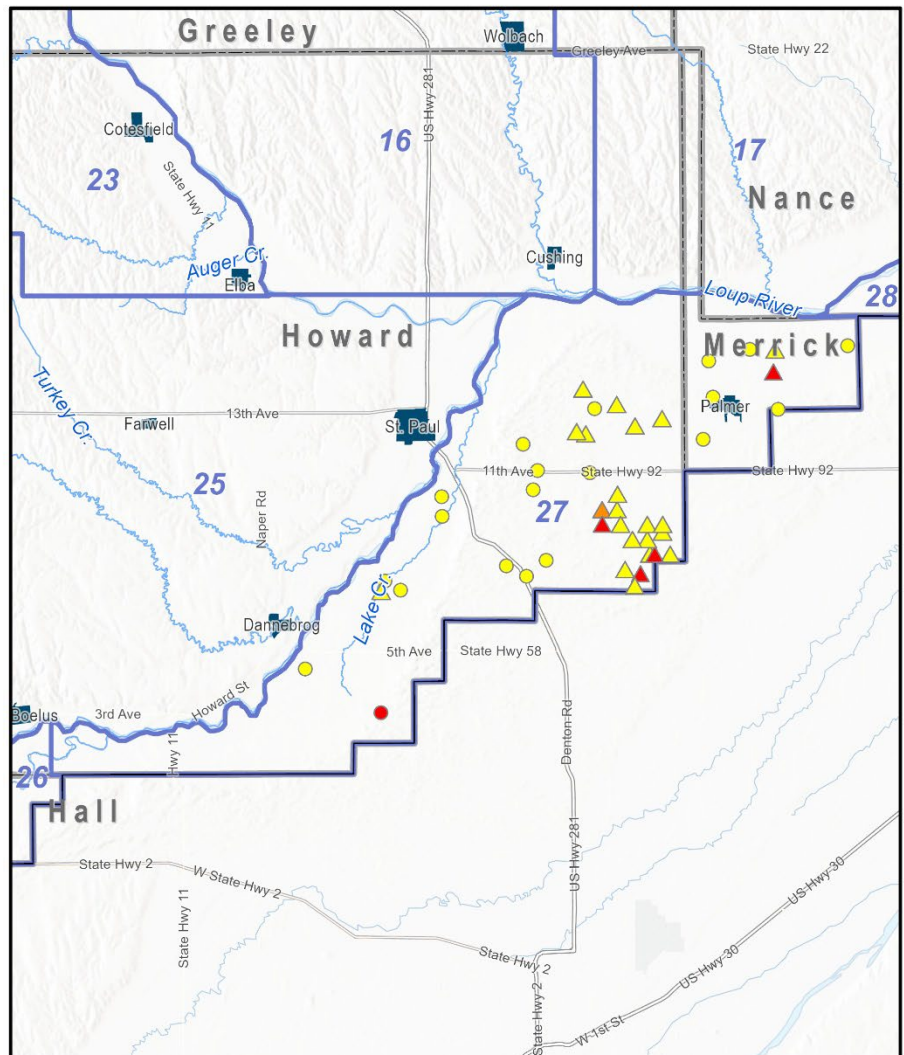 Greeley
Wolbach
Greeley Ave
State Hwy 22
US Hwy 281
Cotesfield
16
17
23
State Hwy 11
Nance
Auger Cr.
Cushing
Elba
Loup River
28
Howard
Merrick
Turkey Cr.
Palmer
13th Ave
Farwell
St. Paul
11th Ave
State Hwy 92
State Hwy 92
25
Naper Rd
27
Lake Cr.
Dannebrog
5th Ave
State Hwy 58
Howard St
3rd Ave
Boelus
Hwy 11
Denton Rd
26
Hall
State Hwy 2
W State Hwy 2
US Hwy 281
US Hwy 30
State Hwy 11
State Hwy 2
US Hwy 30
State Hwy 2
W 1st St